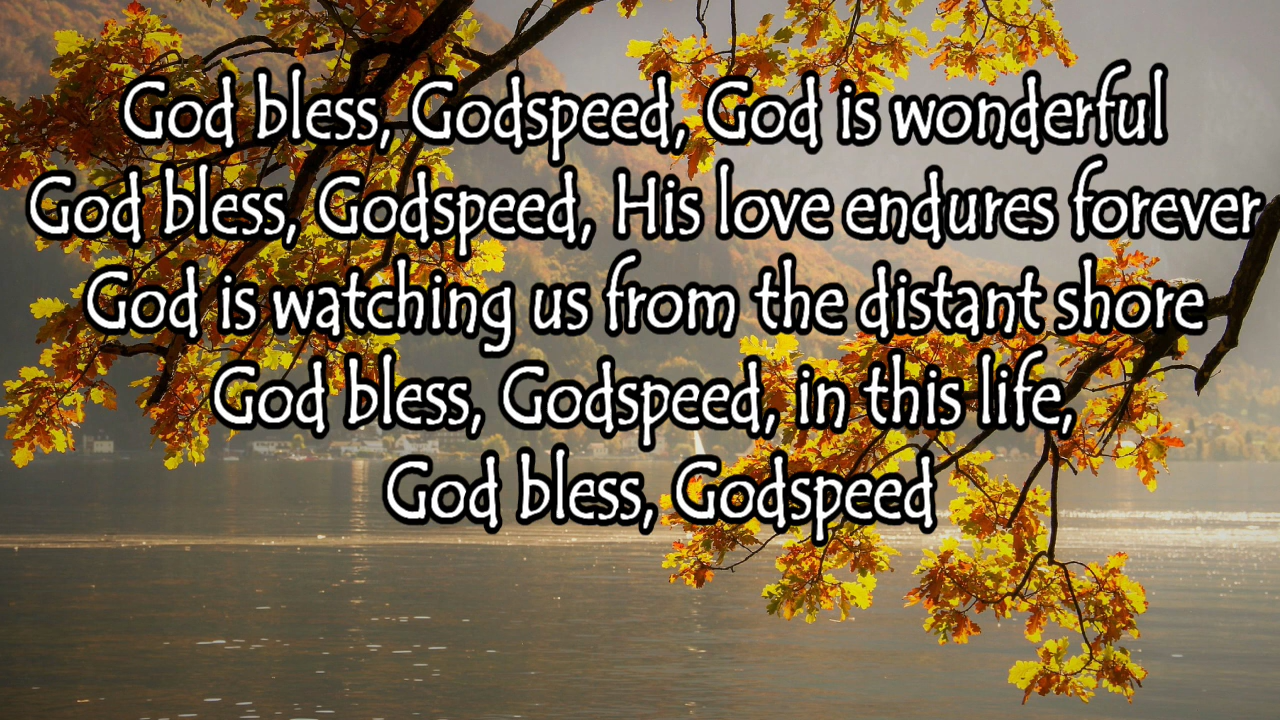 God bless, Godspeed, God is wonderful
God bless, Godspeed, His love endures forever
God is watching us from the distant shore
God bless, Godspeed, in this life,
God bless, Godspeed